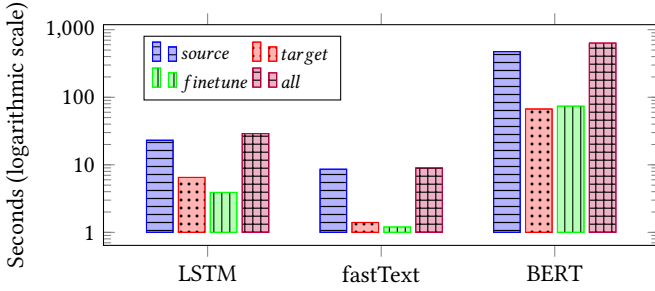 Seconds (logarithmic scale)
1,000
100
10
1
source target
finetune all
LSTM fastText BERT